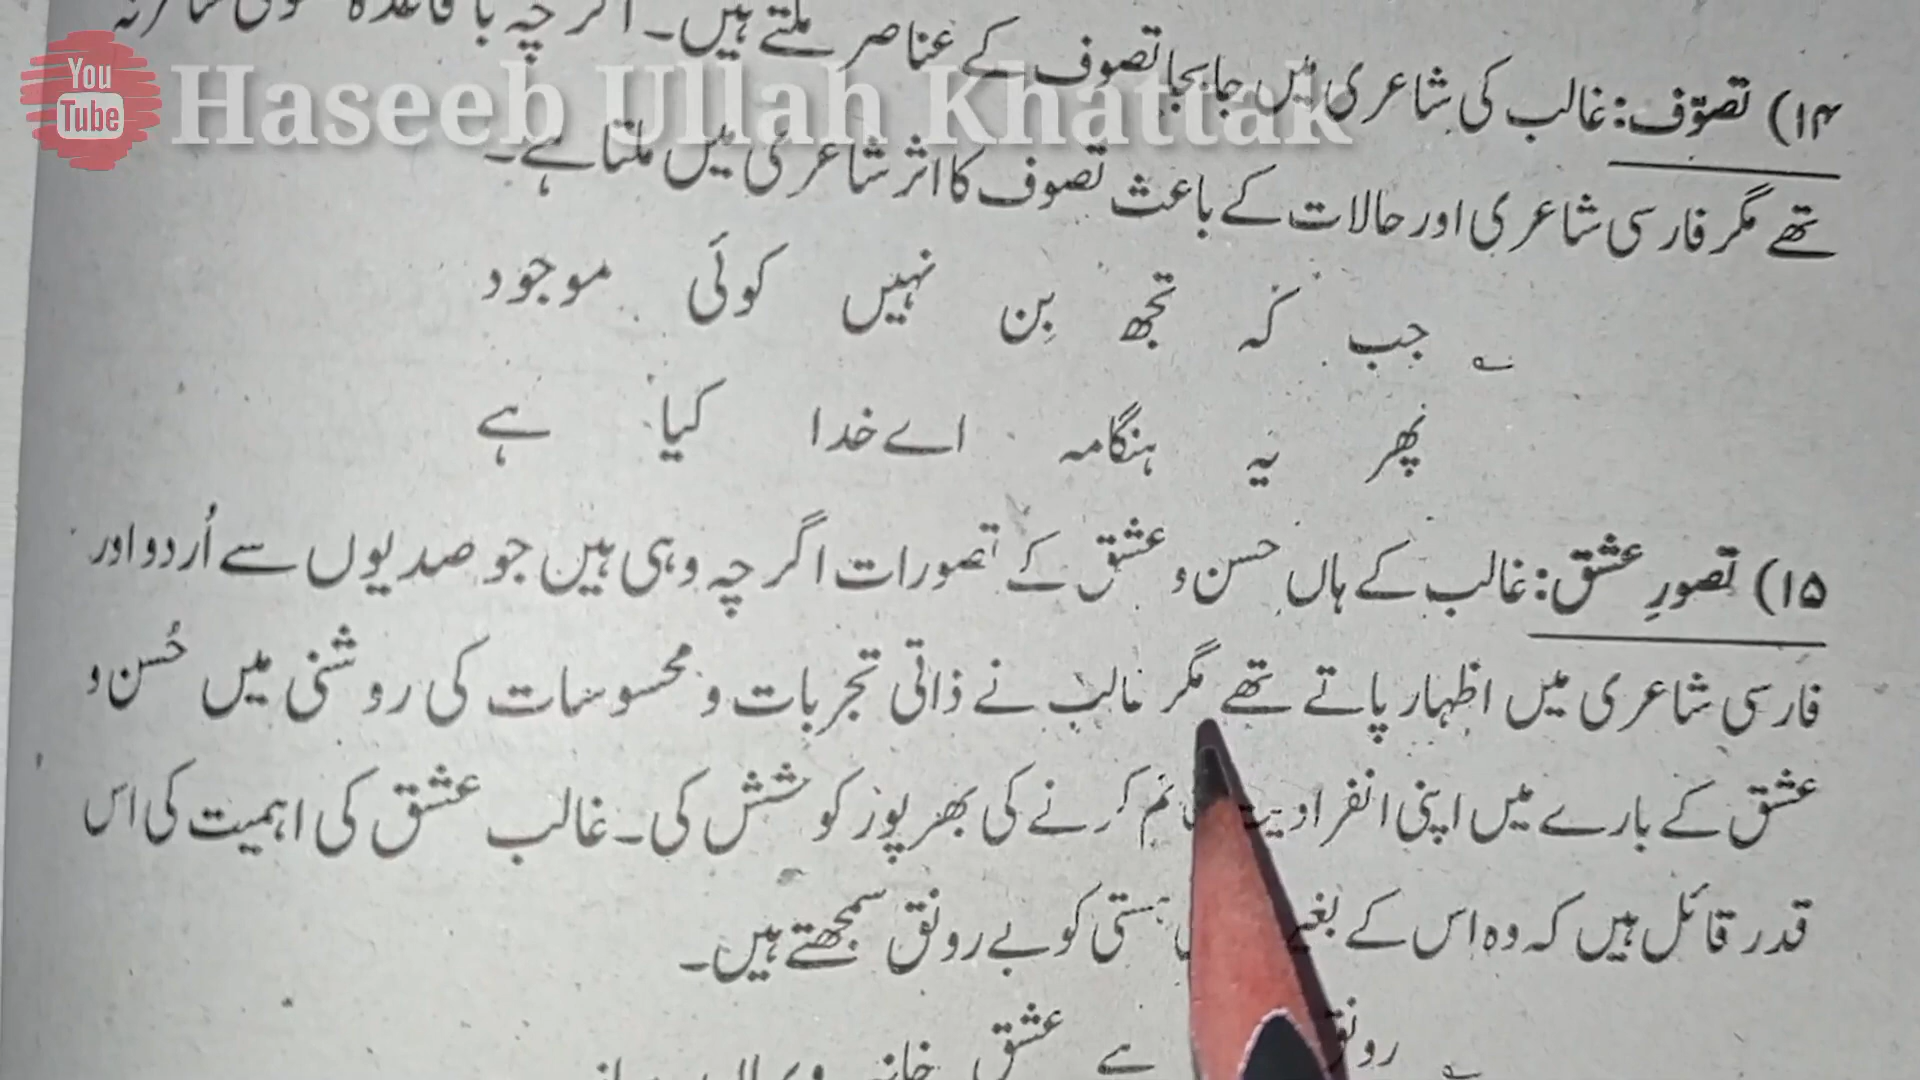 You Tube Haseeb Ullah Khattak
۱۴) تصوّف: غالب کی شاعری میں جابجا تصوف کے عناصر ملتے ہیں۔ اگرچہ باقاعدہ
تھے مگر فارسی شاعری اور حالات کے باعث تصوف کا اثر شاعری میں ملتا ہے۔
؎ جب کہ تجھ بِن نہیں کوئی موجود
پھر یہ ہنگامہ اے خدا کیا ہے
۱۵) تصورِ عشق: غالب کے ہاں حسن و عشق کے تصورات اگرچہ وہی ہیں جو صدیوں سے اُردو اور
فارسی شاعری میں اظہار پاتے تھے مگر غالب نے ذاتی تجربات و محسوسات کی روشنی میں حُسن و
عشق کے بارے میں اپنی انفرادیت کرنے کی بھرپور کوشش کی۔ غالب عشق کی اہمیت کی اس
قدر قائل ہیں کہ وہ اس کے بغیر ہستی کو بے رونق سمجھتے ہیں۔
؎ ہے عشق